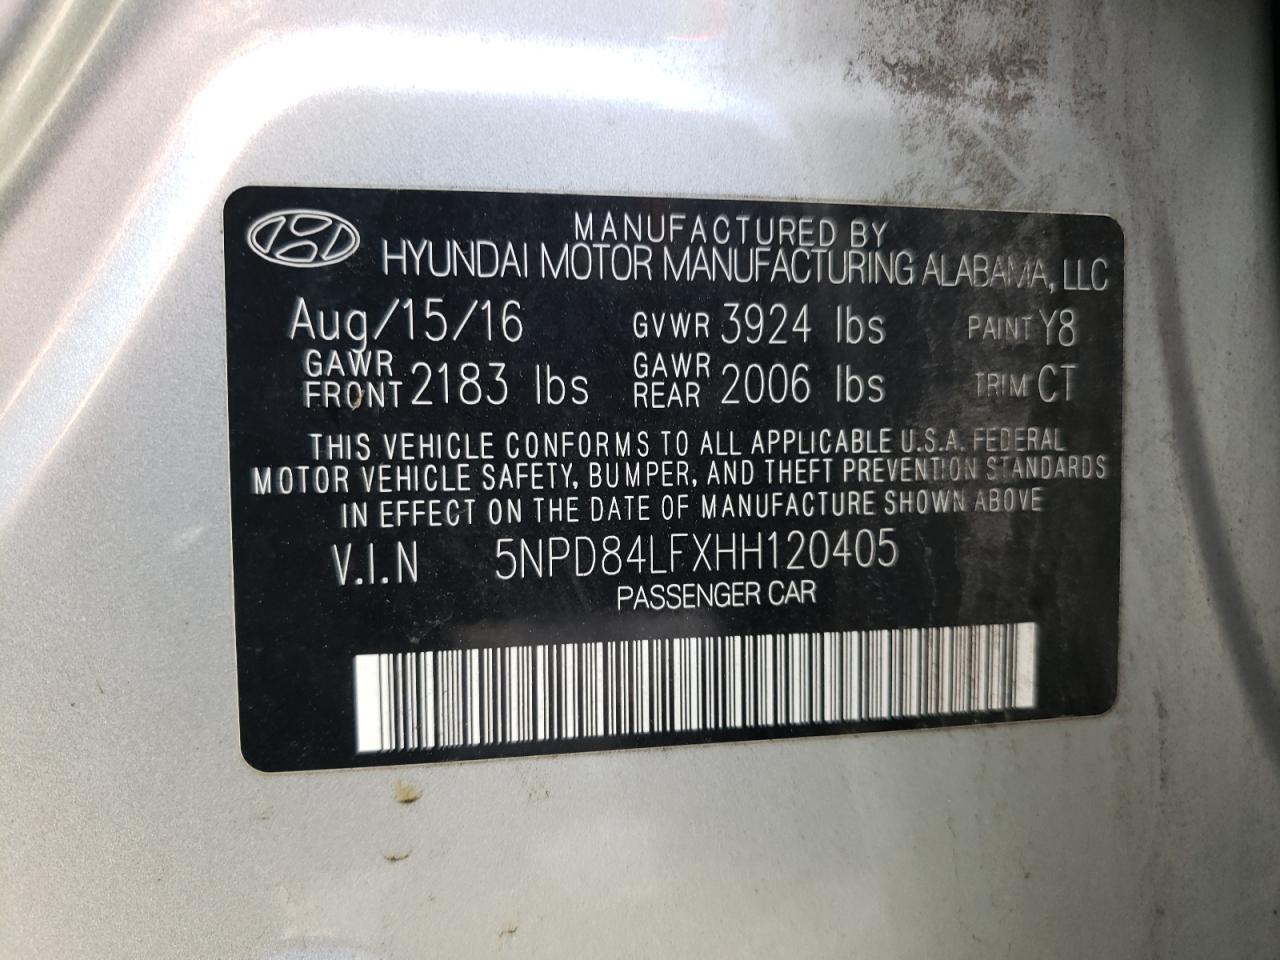 MANUFACTURED BY
HYUNDAI MOTOR MANUFACTURING ALABAMA, LLC
Aug/15/16 GVWR 3924 lbs PAINT Y8
GAWR FRONT 2183 lbs GAWR REAR 2006 lbs TRIM CT
THIS VEHICLE CONFORMS TO ALL APPLICABLE U.S.A. FEDERAL
MOTOR VEHICLE SAFETY, BUMPER, AND THEFT PREVENTION STANDARDS
IN EFFECT ON THE DATE OF MANUFACTURE SHOWN ABOVE
V.I.N 5NPD84LFXHH120405
PASSENGER CAR